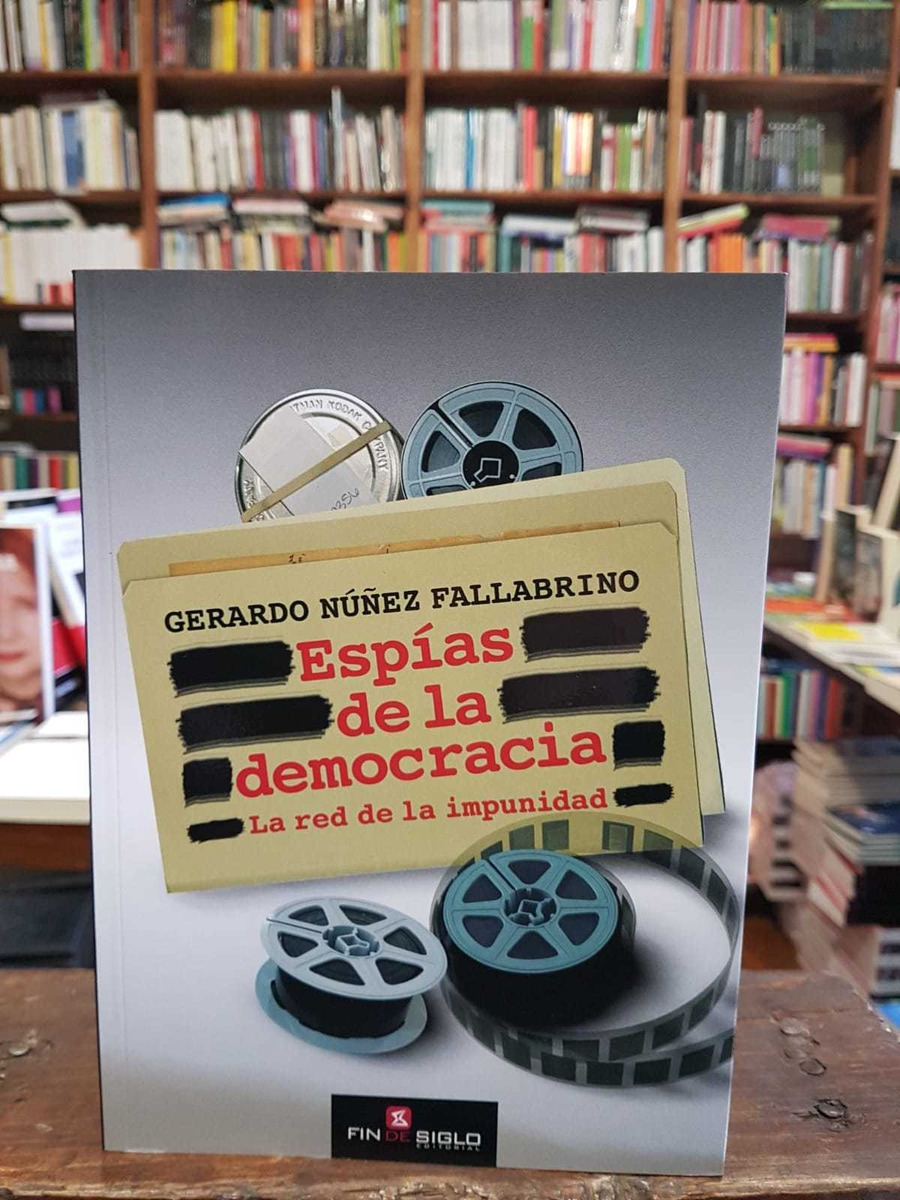 GERARDO NÚÑEZ FALLABRINO
Espías
de la
democracia
La red de la impunidad
FIN DE SIGLO
EDITORIAL